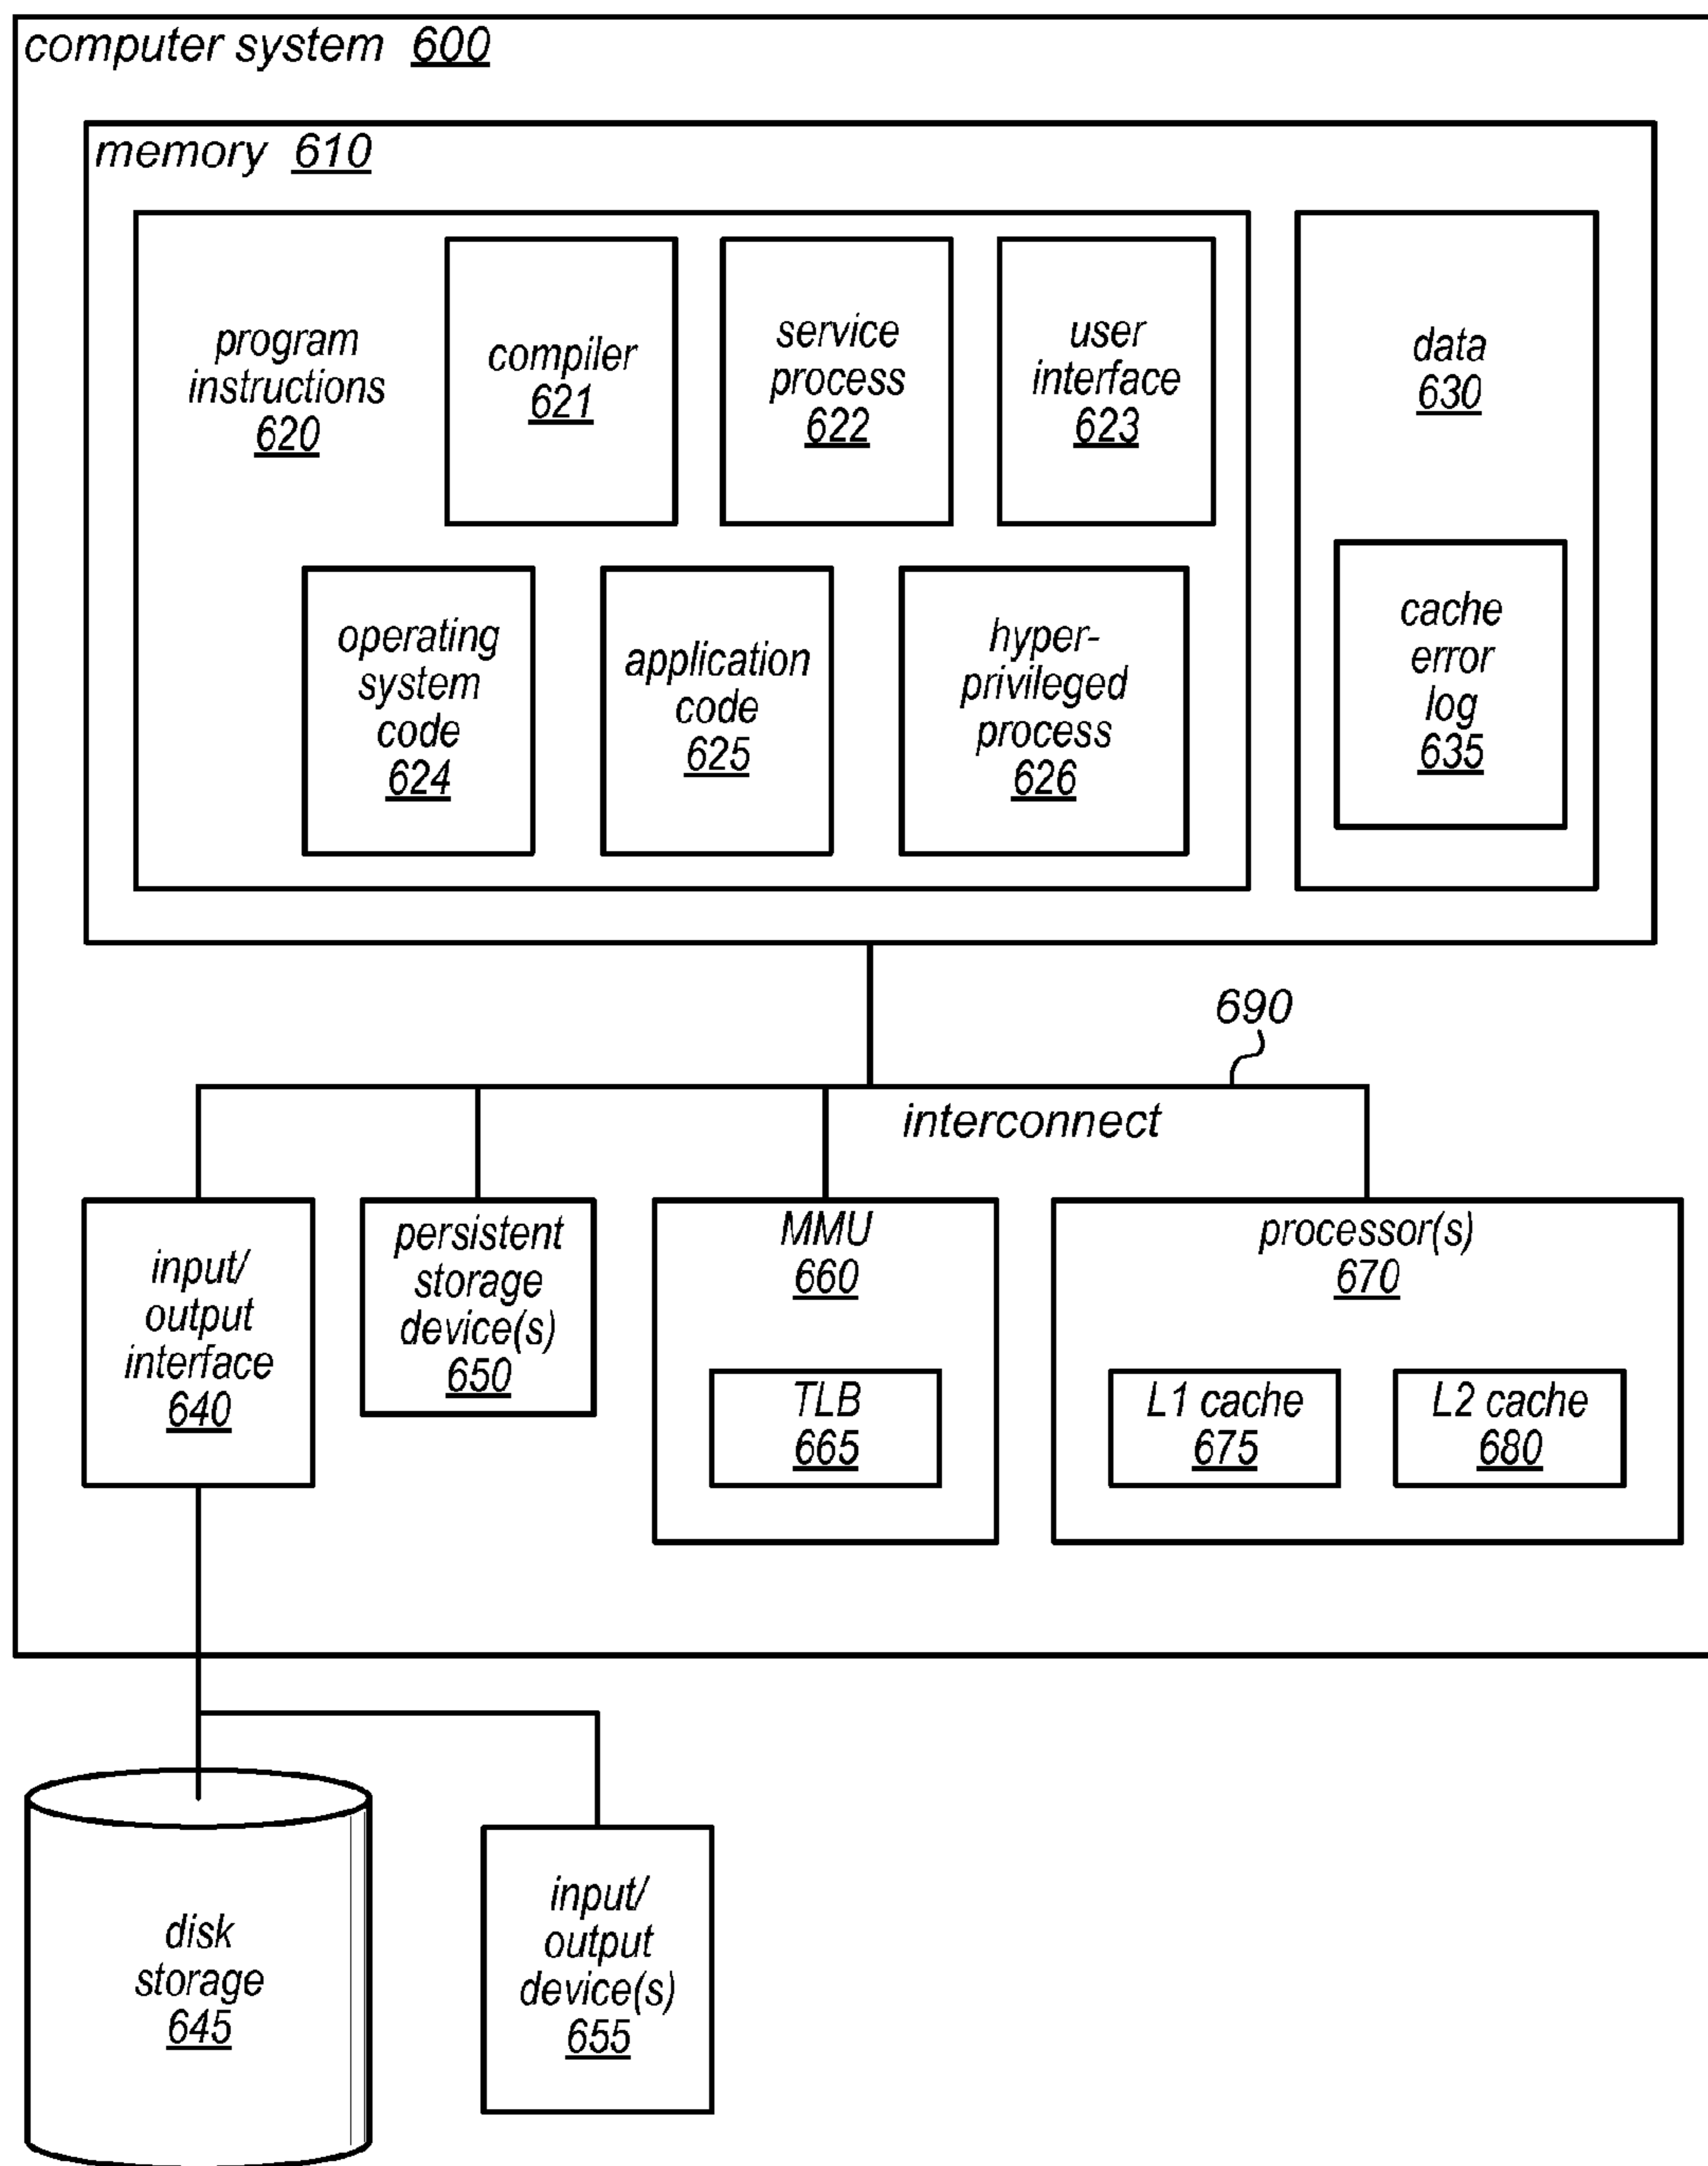 computer system 600
memory 610
program
instructions
620
compiler
621
service
process
622
user
interface
623
data
630
operating
system
code
624
application
code
625
hyper-
privileged
process
626
cache
error
log
635
690
interconnect
input/
output
interface
640
persistent
storage
device(s)
650
MMU
660
TLB
665
processor(s)
670
L1 cache
675
L2 cache
680
disk
storage
645
input/
output
device(s)
655